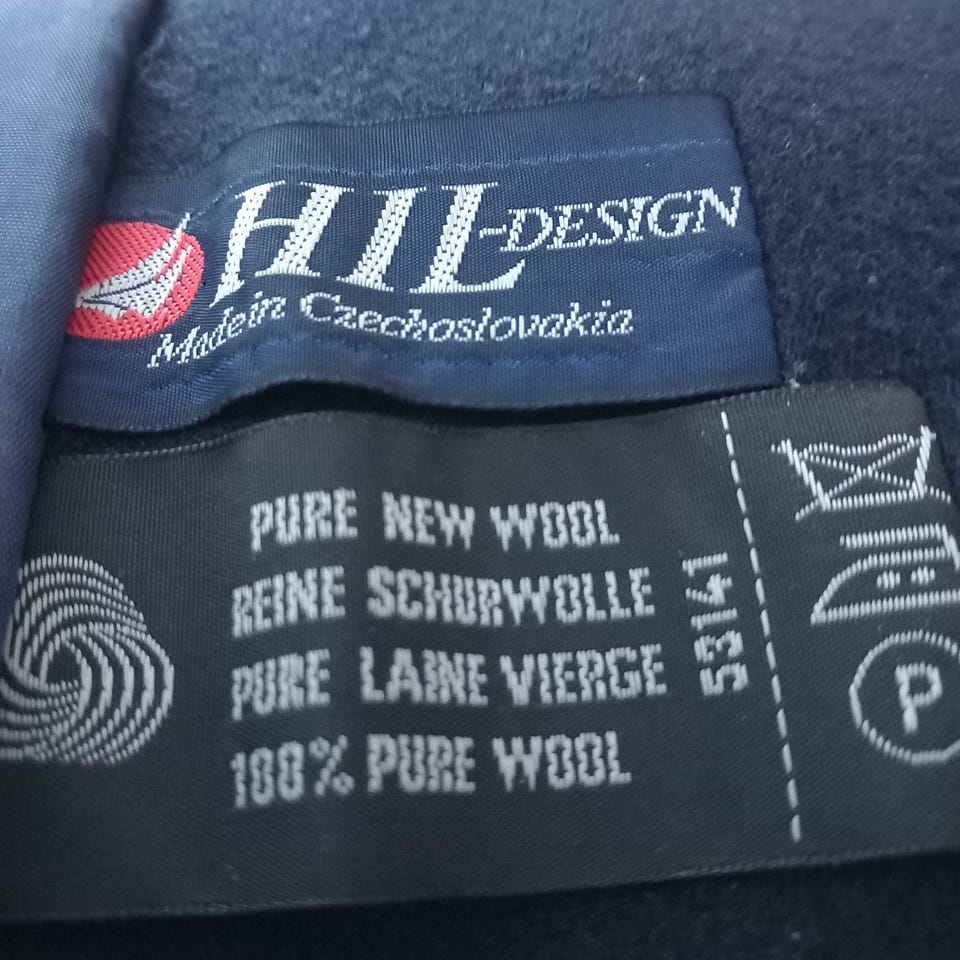 HIL-DESIGN
Made in Czechoslovakia
PURE NEW WOOL
REINE SCHURWOLLE
PURE LAINE VIERGE
100% PURE WOOL
53141
P